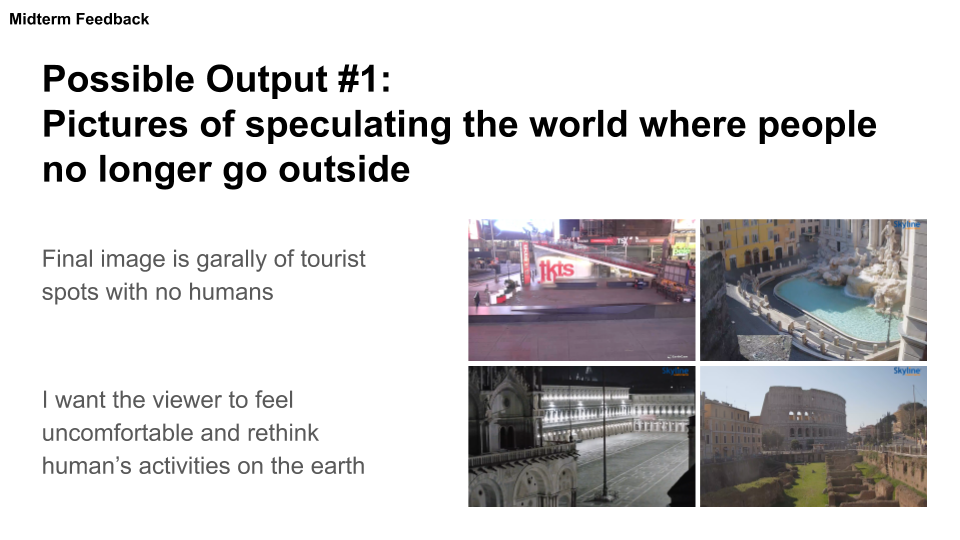 Midterm Feedback
Possible Output #1:
Pictures of speculating the world where people
no longer go outside
Final image is garally of tourist
spots with no humans
I want the viewer to feel
uncomfortable and rethink
human’s activities on the earth
tkts
Skyline
Skyline
Skyline